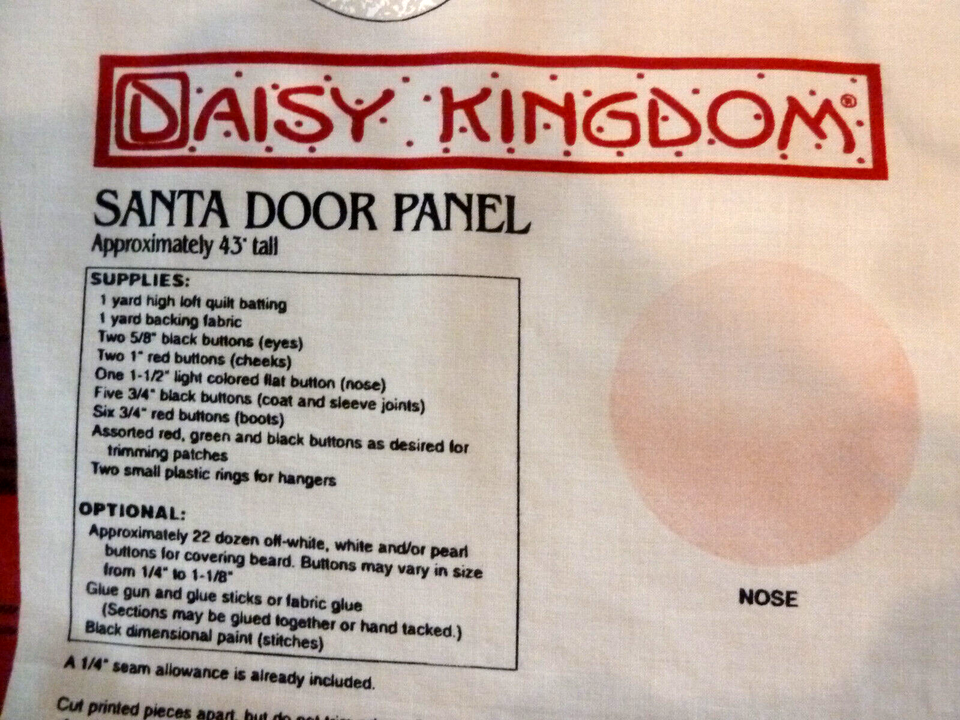 DAISY KINGDOM®
SANTA DOOR PANEL
Approximately 43" tall
SUPPLIES:
1 yard high loft quilt batting
1 yard backing fabric
Two 5/8" black buttons (eyes)
Two 1" red buttons (cheeks)
One 1-1/2" light colored flat button (nose)
Five 3/4" black buttons (coat and sleeve joints)
Six 3/4" red buttons (boots)
Assorted red, green and black buttons as desired for
trimming patches
Two small plastic rings for hangers
OPTIONAL:
Approximately 22 dozen off-white, white and/or pearl
buttons for covering beard. Buttons may vary in size
from 1/4" to 1-1/8"
Glue gun and glue sticks or fabric glue
(Sections may be glued together or hand tacked.)
Black dimensional paint (stitches)
NOSE
A 1/4" seam allowance is already included.
Cut printed pieces apart, but do not